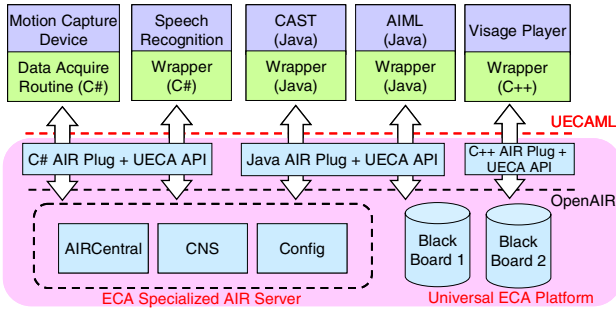 Motion Capture
Device
Speech
Recognition
CAST
(Java)
AIML
(Java)
Visage Player
Data Acquire
Routine (C#)
Wrapper
(C#)
Wrapper
(Java)
Wrapper
(Java)
Wrapper
(C++)
UECAML
C# AIR Plug + UECA API
Java AIR Plug + UECA API
C++ AIR Plug +
UECA API
OpenAIR
AIRCentral
CNS
Config
Black
Board 1
Black
Board 2
ECA Specialized AIR Server
Universal ECA Platform